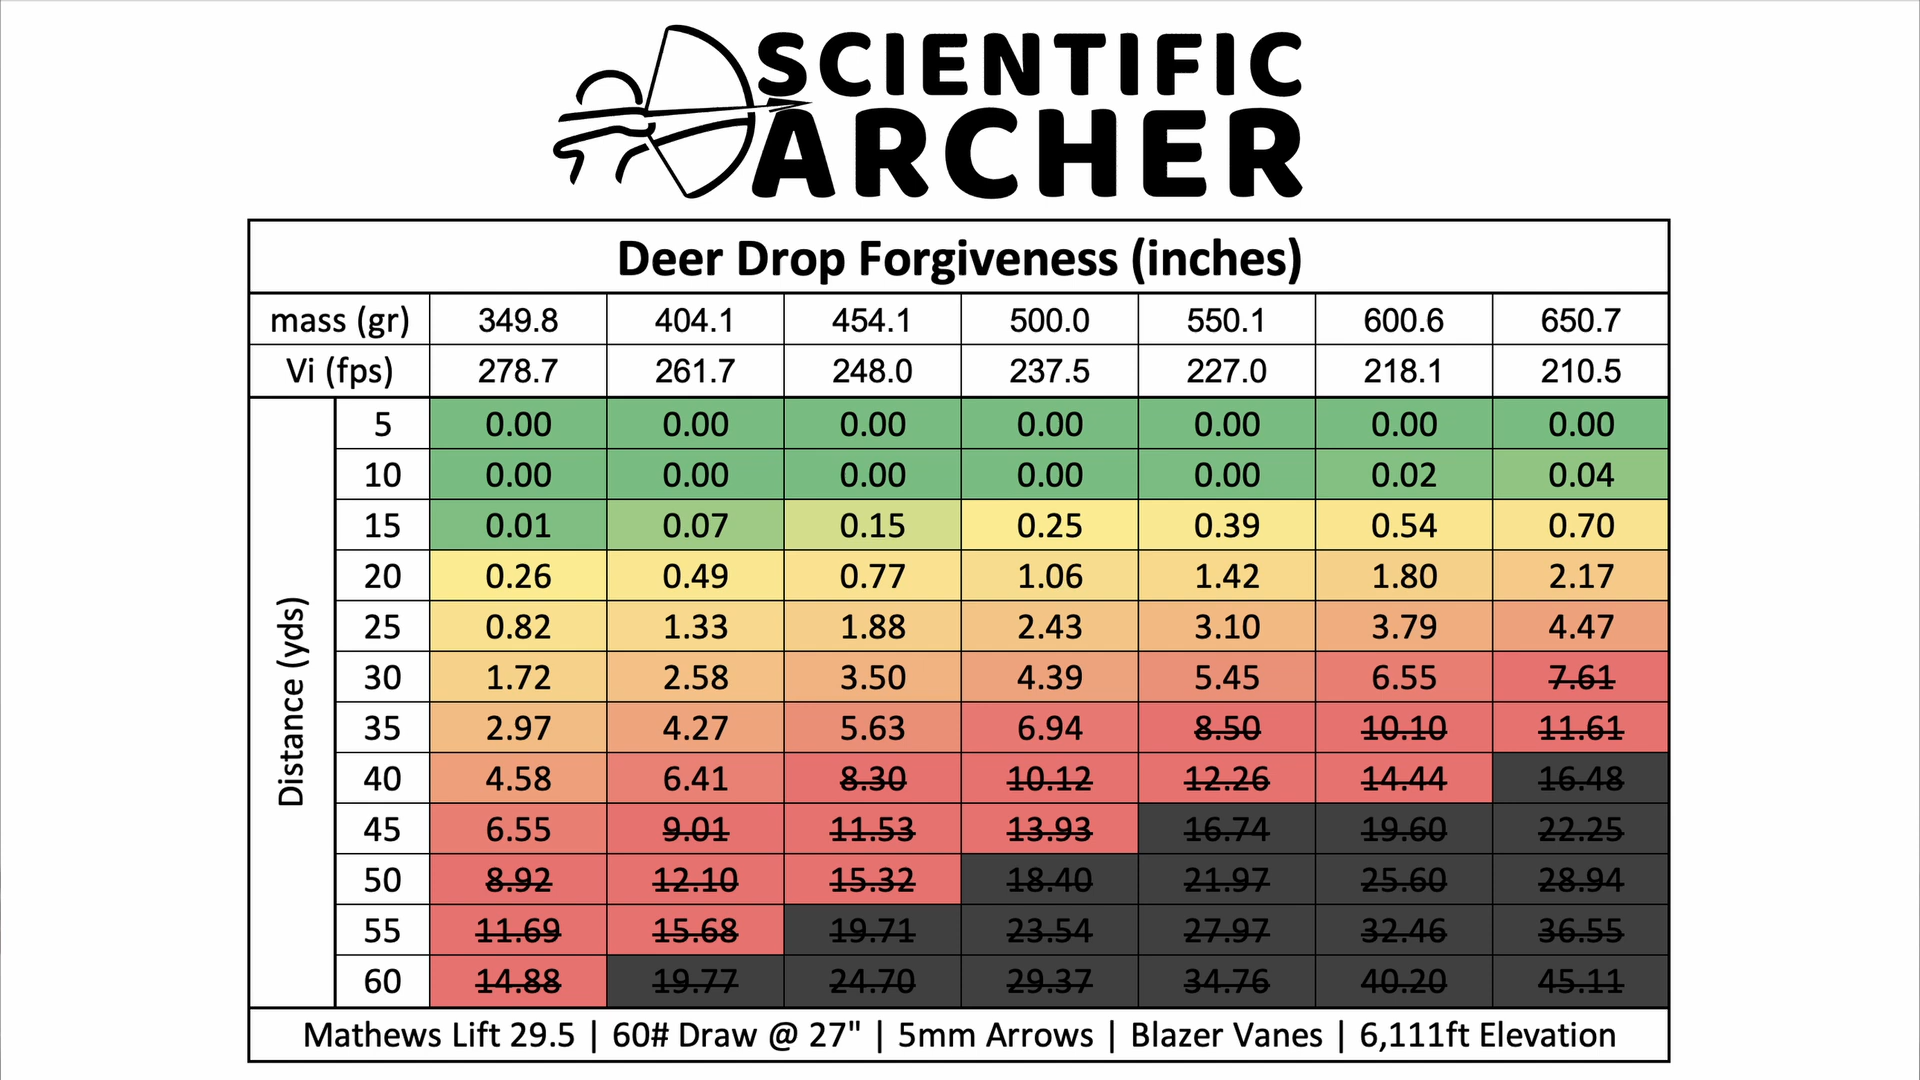 SCIENTIFIC
ARCHER
Deer Drop Forgiveness (inches)
mass (gr) 349.8 404.1 454.1 500.0 550.1 600.6 650.7
Vi (fps) 278.7 261.7 248.0 237.5 227.0 218.1 210.5
Distance (yds)
5 0.00 0.00 0.00 0.00 0.00 0.00 0.00
10 0.00 0.00 0.00 0.00 0.00 0.02 0.04
15 0.01 0.07 0.15 0.25 0.39 0.54 0.70
20 0.26 0.49 0.77 1.06 1.42 1.80 2.17
25 0.82 1.33 1.88 2.43 3.10 3.79 4.47
30 1.72 2.58 3.50 4.39 5.45 6.55 7.61
35 2.97 4.27 5.63 6.94 8.50 10.10 11.61
40 4.58 6.41 8.30 10.12 12.26 14.44 16.48
45 6.55 9.01 11.53 13.93 16.74 19.60 22.25
50 8.92 12.10 15.32 18.40 21.97 25.60 28.94
55 11.69 15.68 19.71 23.54 27.97 32.46 36.55
60 14.88 19.77 24.70 29.37 34.76 40.20 45.11
Mathews Lift 29.5 | 60# Draw @ 27" | 5mm Arrows | Blazer Vanes | 6,111ft Elevation